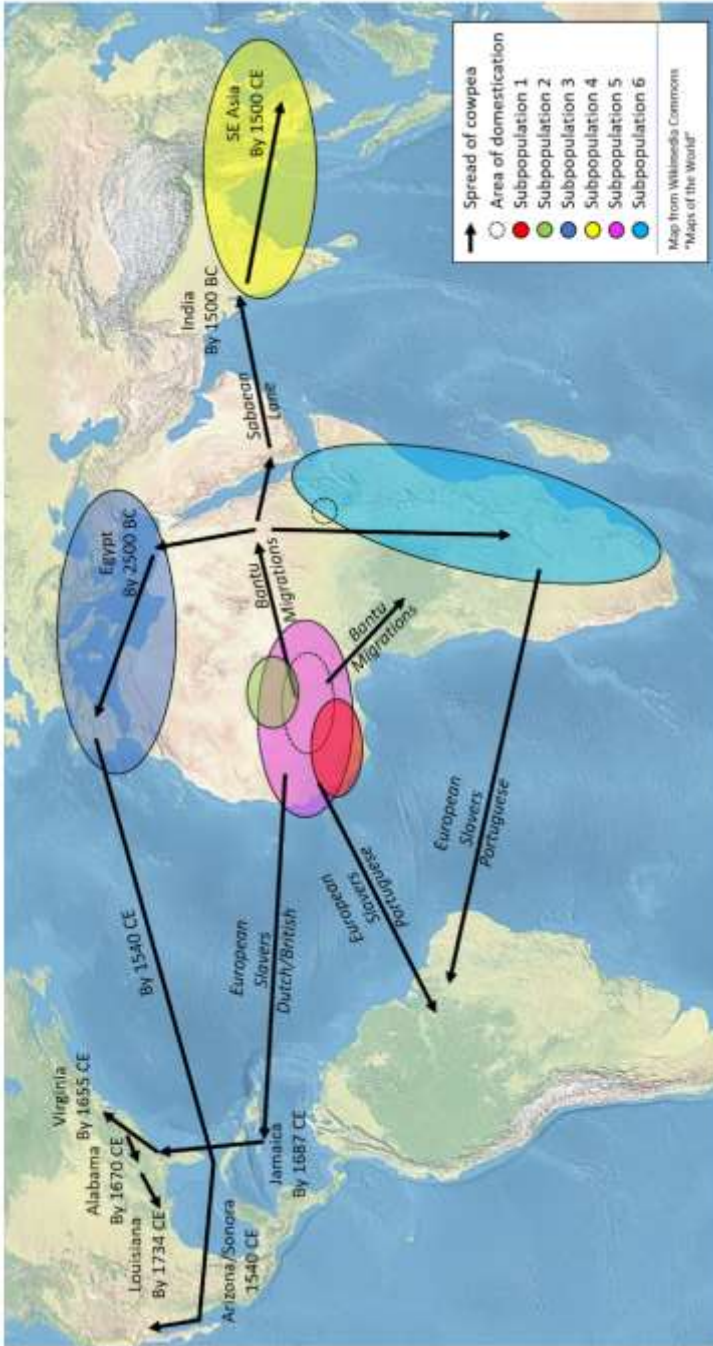 Virginia
By 1655 CE
Alabama
By 1670 CE
Louisiana
By 1734 CE
Arizona/Sonora
1540 CE
Jamaica
By 1687 CE
By 1540 CE
European
Slavers
Dutch/British
European
Slavers
Portuguese
European
Slavers
Portuguese
Egypt
By 2500 BC
Bantu
Migrations
Bantu
Migrations
Sabaean
Lane
India
By 1500 BC
SE Asia
By 1500 CE
Spread of cowpea
Area of domestication
Subpopulation 1
Subpopulation 2
Subpopulation 3
Subpopulation 4
Subpopulation 5
Subpopulation 6
Map from Wikimedia Commons
"Maps of the World"